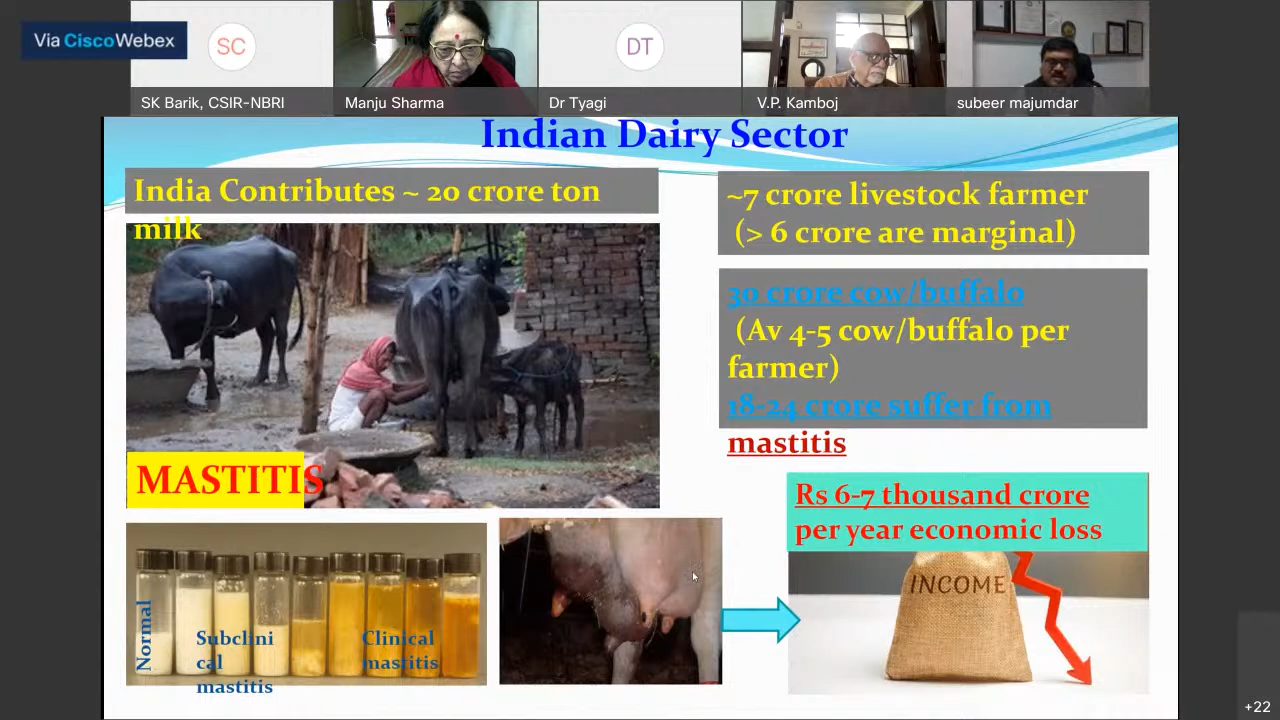 Via CiscoWebex
SC
DT
SK Barik, CSIR-NBRI
Manju Sharma
Dr Tyagi
V.P. Kamboj
subeer majumdar
Indian Dairy Sector
India Contributes ~ 20 crore ton
milk
~7 crore livestock farmer
(> 6 crore are marginal)
30 crore cow/buffalo
(Av 4-5 cow/buffalo per
farmer)
18-24 crore suffer from
mastitis
MASTITIS
Rs 6-7 thousand crore
per year economic loss
INCOME
Normal
Subclini
cal
mastitis
Clinical
mastitis
+22